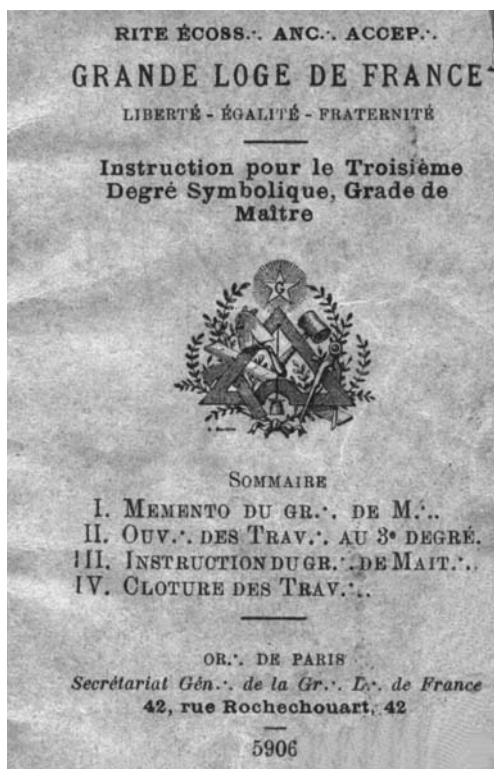 RITE ÉCOSS∴ ANC∴ ACCEP∴
GRANDE LOGE DE FRANCE
LIBERTÉ - ÉGALITÉ - FRATERNITÉ
Instruction pour le Troisième
Degré Symbolique, Grade de
Maître
G
SOMMAIRE
I. MEMENTO DU GR∴ DE M∴.
II. OUV∴ DES TRAV∴ AU 3e DEGRÉ.
III. INSTRUCTION DU GR∴ DE MAIT∴.
IV. CLOTURE DES TRAV∴.
OR∴ DE PARIS
Secrétariat Gén∴ de la Gr∴ L∴ de France
42, rue Rochechouart, 42
5906